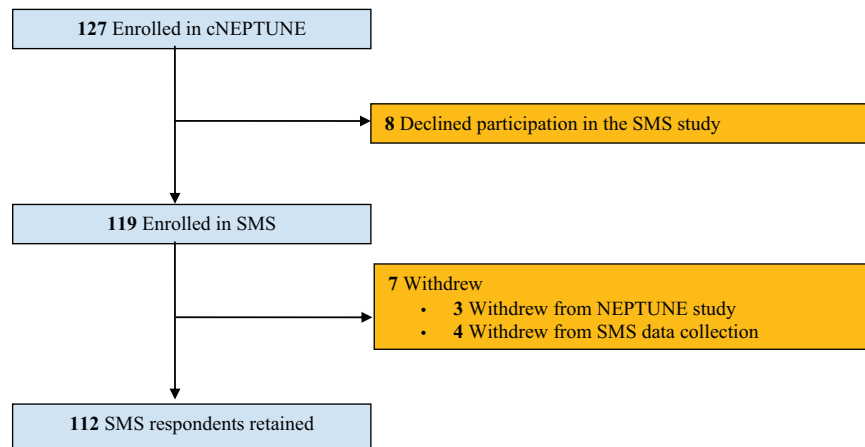 127 Enrolled in cNEPTUNE
8 Declined participation in the SMS study
119 Enrolled in SMS
7 Withdrew
• 3 Withdrew from NEPTUNE study
• 4 Withdrew from SMS data collection
112 SMS respondents retained